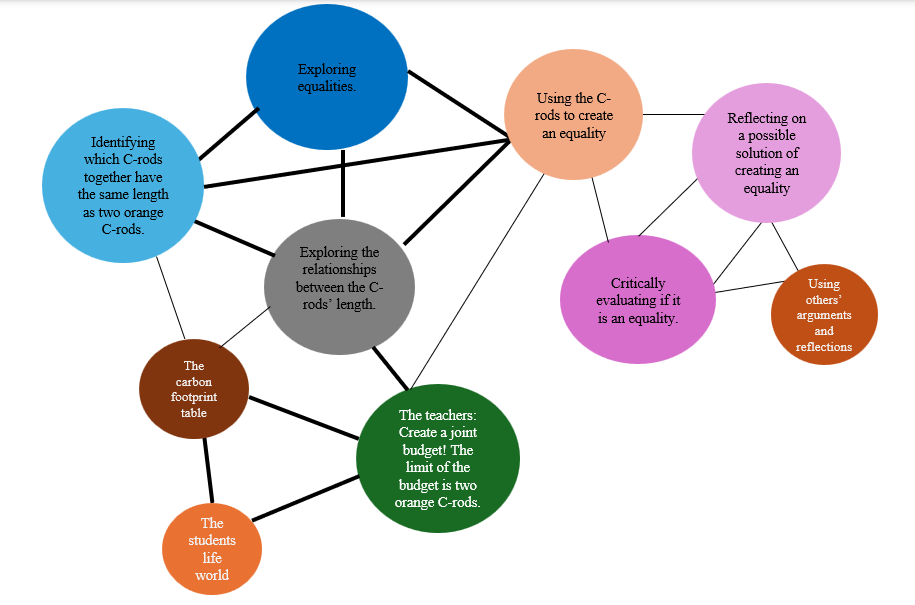 Exploring
equalities.
Using the C-
rods to create
an equality
Reflecting on
a possible
solution of
creating an
equality
Identifying
which C-rods
together have
the same length
as two orange
C-rods.
Exploring the
relationships
between the C-
rods’ length.
Critically
evaluating if it
is an equality.
Using
others’
arguments
and
reflections
The
carbon
footprint
table
The teachers:
Create a joint
budget! The
limit of the
budget is two
orange C-rods.
The
students
life
world